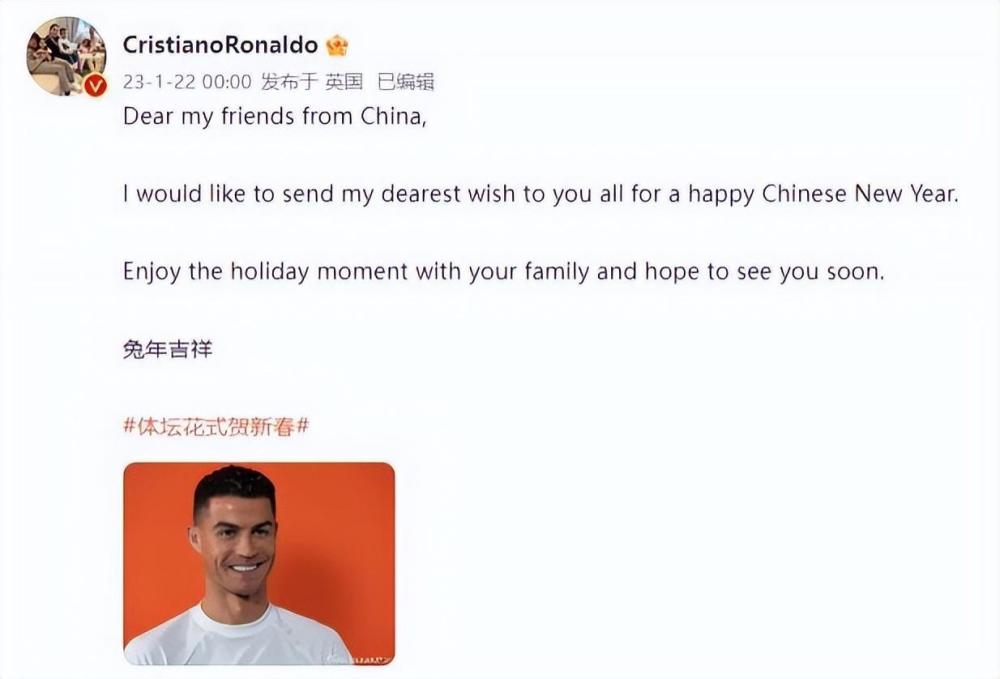 CristianoRonaldo
23-1-22 00:00 发布于 英国 已编辑
Dear my friends from China,
I would like to send my dearest wish to you all for a happy Chinese New Year.
Enjoy the holiday moment with your family and hope to see you soon.
兔年吉祥
#体坛花式贺新春#